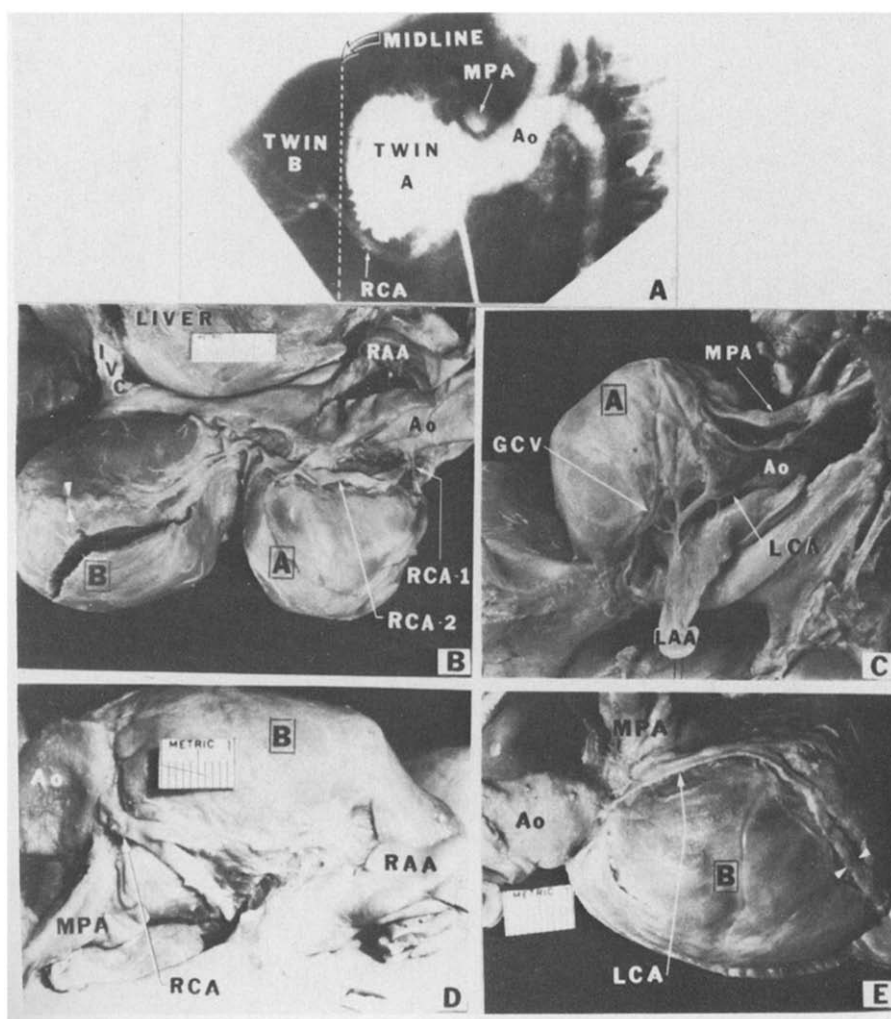 MIDLINE
MPA
TWIN B
TWIN A
Ao
RCA
A
LIVER
IVC
RAA
Ao
B
A
RCA-1
RCA-2
B
A
MPA
GCV
Ao
LCA
LAA
C
METRIC 1
B
Ao
RAA
MPA
RCA
D
MPA
Ao
B
METRIC
LCA
E